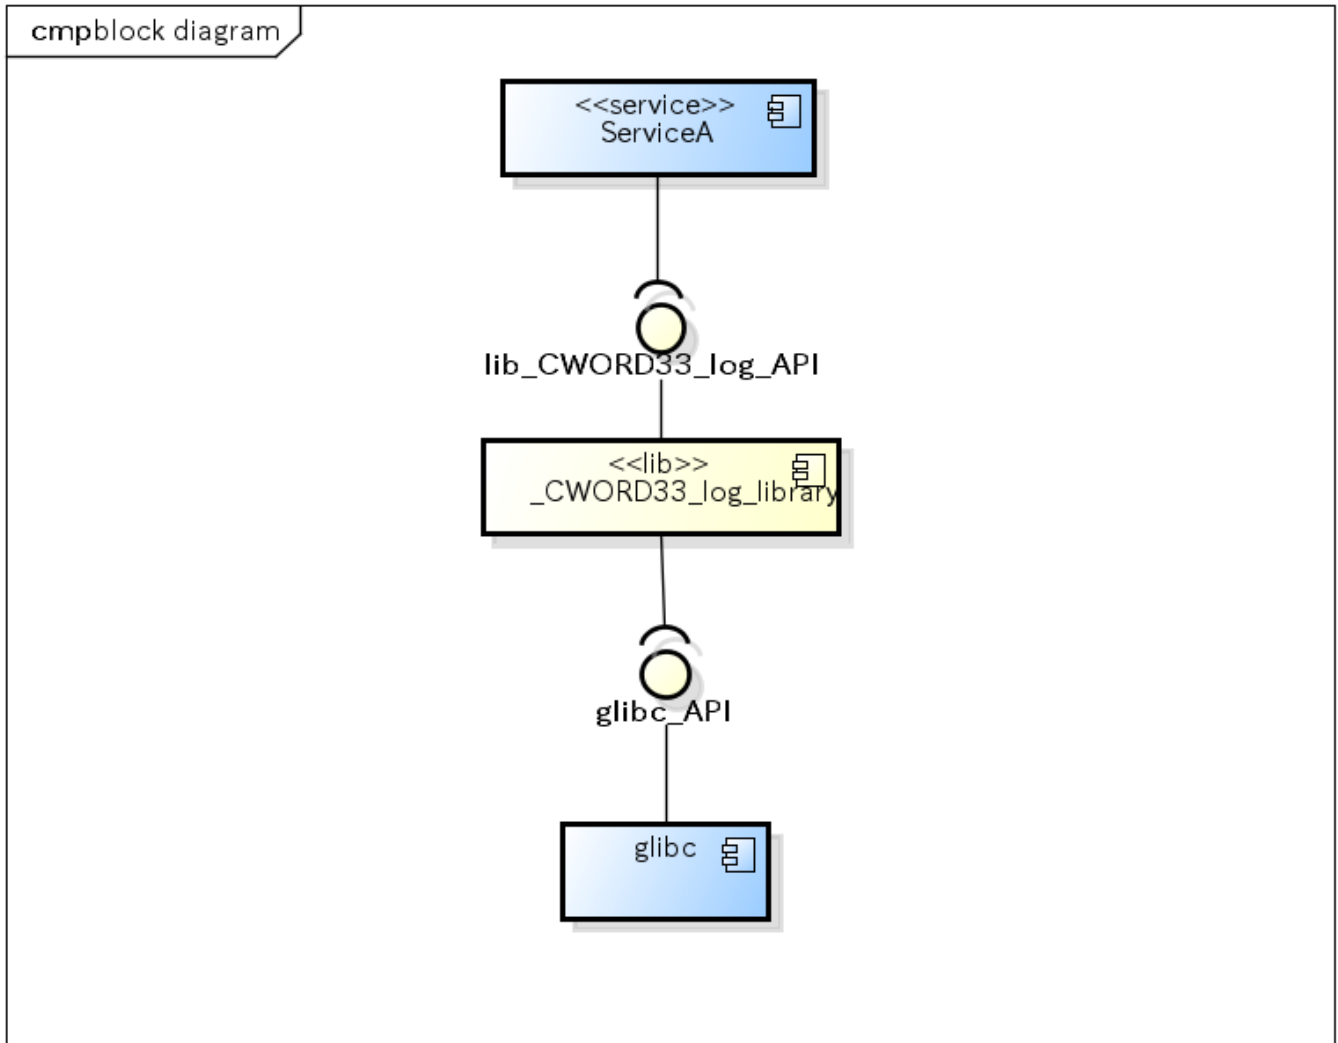 cmpblock diagram
<<service>>
ServiceA
lib_CWORD33_log_API
<<lib>>
_CWORD33_log_library
glibc_API
glibc